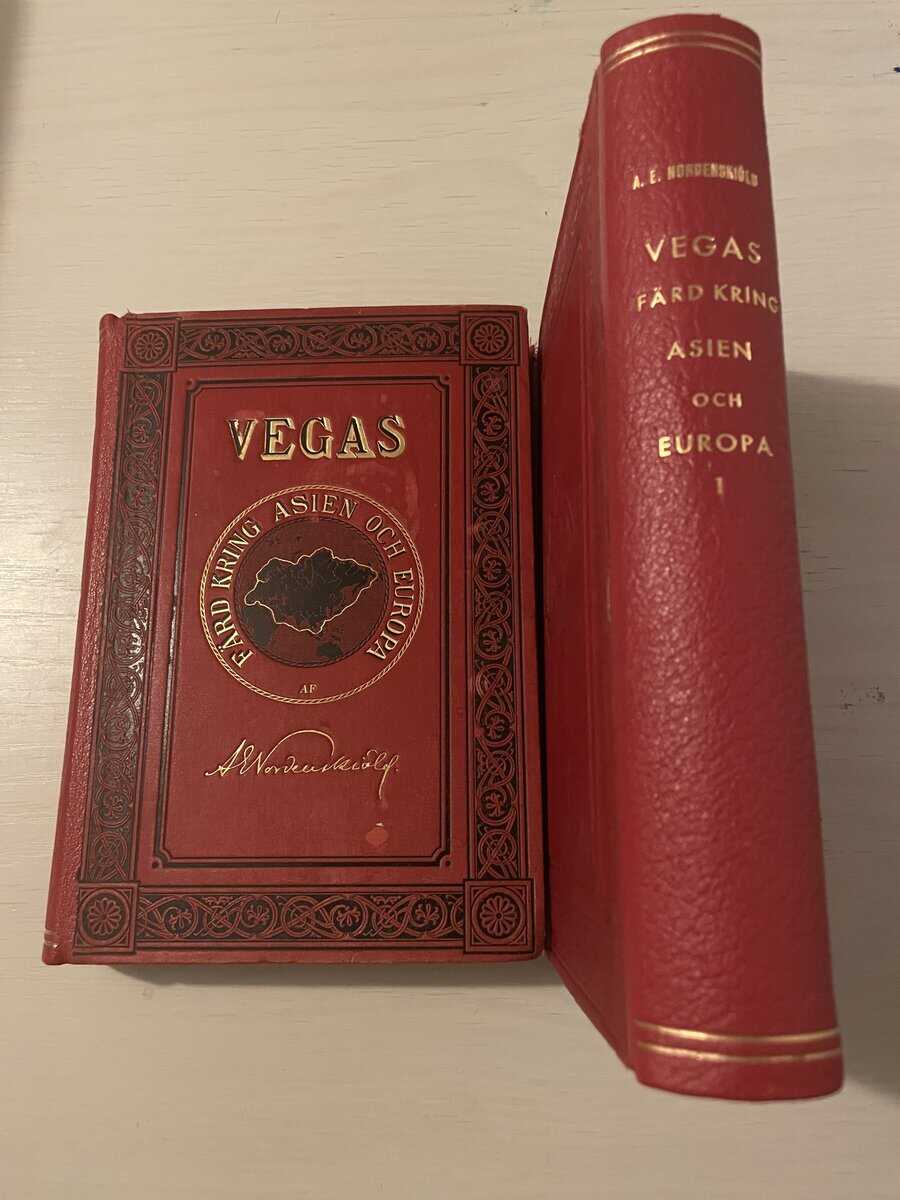 VEGAS
FÄRD KRING ASIEN OCH EUROPA
AF
A E Nordenskiöld.
A. E. NORDENSKIÖLD
VEGAS
FÄRD KRING
ASIEN
OCH
EUROPA
1